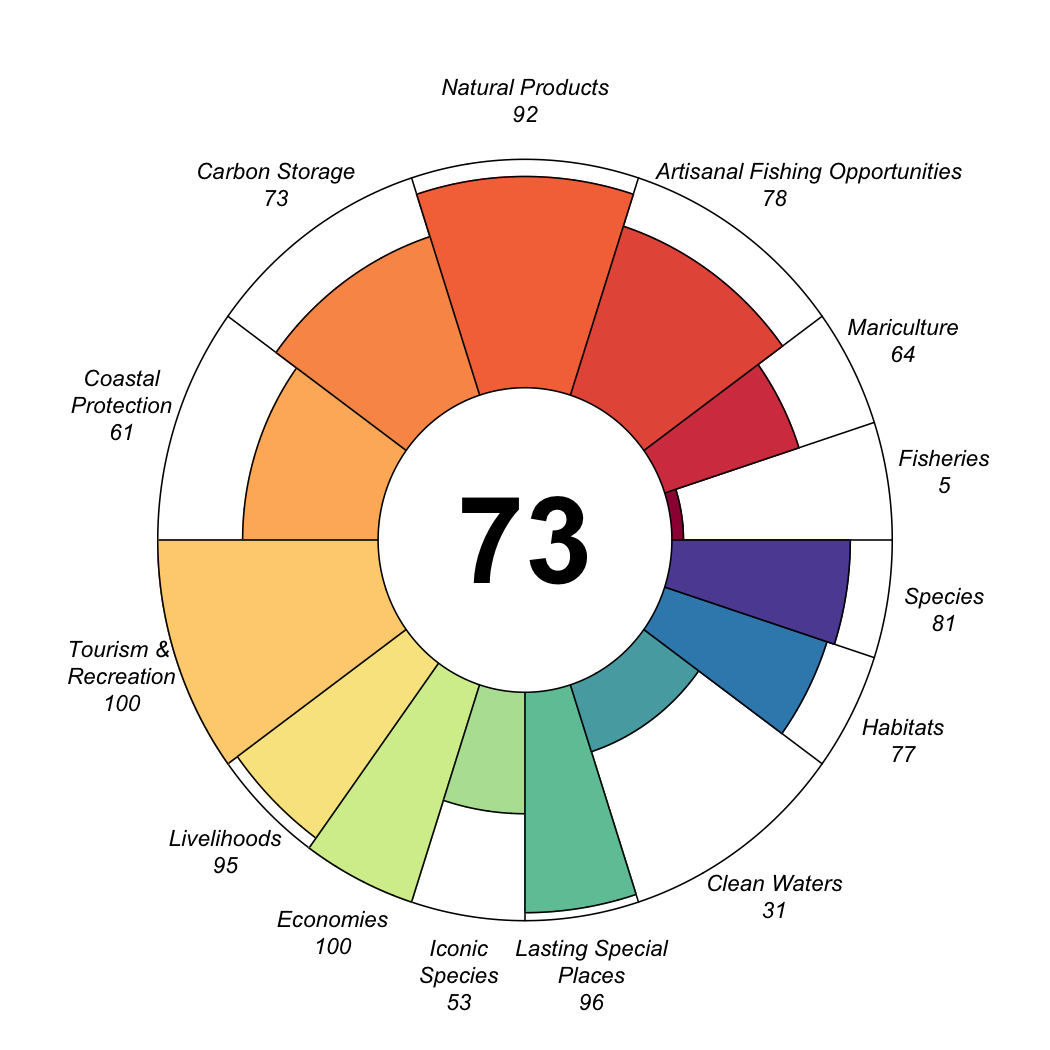 Natural Products
92
Carbon Storage
73
Artisanal Fishing Opportunities
78
Mariculture
64
Coastal
Protection
61
Fisheries
5
73
Species
81
Tourism &
Recreation
100
Habitats
77
Livelihoods
95
Clean Waters
31
Economies
100
Iconic
Species
53
Lasting Special
Places
96